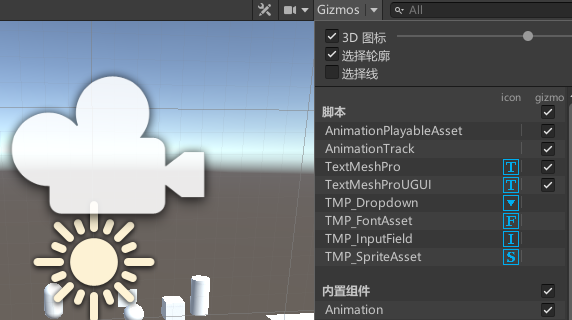 Gizmos
All
3D 图标
选择轮廓
选择线
icon gizmo
脚本
AnimationPlayableAsset
AnimationTrack
TextMeshPro T
TextMeshProUGUI T
TMP_Dropdown
TMP_FontAsset F
TMP_InputField I
TMP_SpriteAsset S
内置组件
Animation